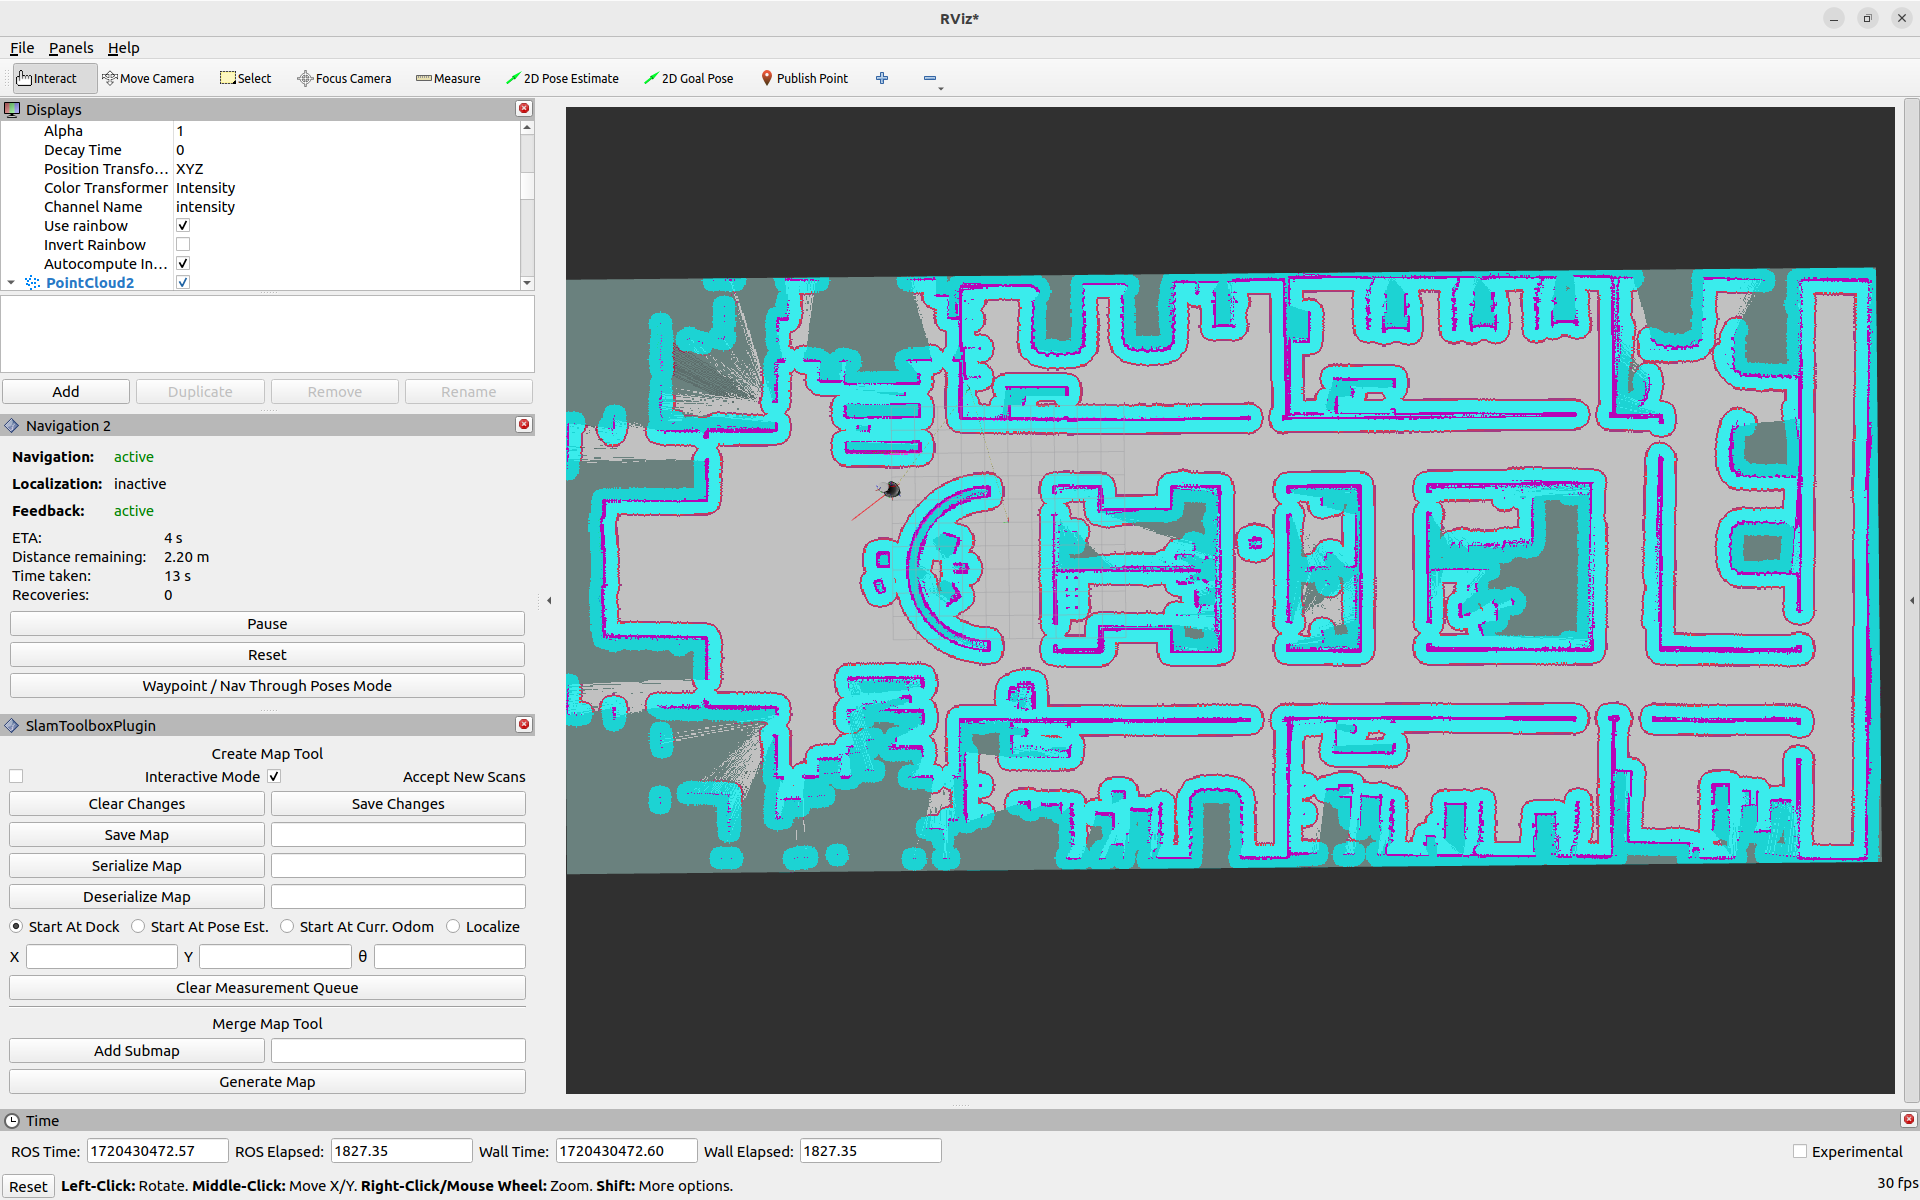 RViz*
File Panels Help
Interact Move Camera Select Focus Camera Measure 2D Pose Estimate 2D Goal Pose Publish Point
Displays
Alpha 1
Decay Time 0
Position Transfo... XYZ
Color Transformer Intensity
Channel Name intensity
Use rainbow
Invert Rainbow
Autocompute In...
PointCloud2
Add Duplicate Remove Rename
Navigation 2
Navigation: active
Localization: inactive
Feedback: active
ETA: 4 s
Distance remaining: 2.20 m
Time taken: 13 s
Recoveries: 0
Pause
Reset
Waypoint / Nav Through Poses Mode
SlamToolboxPlugin
Create Map Tool
Interactive Mode Accept New Scans
Clear Changes Save Changes
Save Map
Serialize Map
Deserialize Map
Start At Dock Start At Pose Est. Start At Curr. Odom Localize
X Y θ
Clear Measurement Queue
Merge Map Tool
Add Submap
Generate Map
Time
ROS Time: 1720430472.57 ROS Elapsed: 1827.35 Wall Time: 1720430472.60 Wall Elapsed: 1827.35 Experimental
Reset Left-Click: Rotate. Middle-Click: Move X/Y. Right-Click/Mouse Wheel: Zoom. Shift: More options. 30 fps